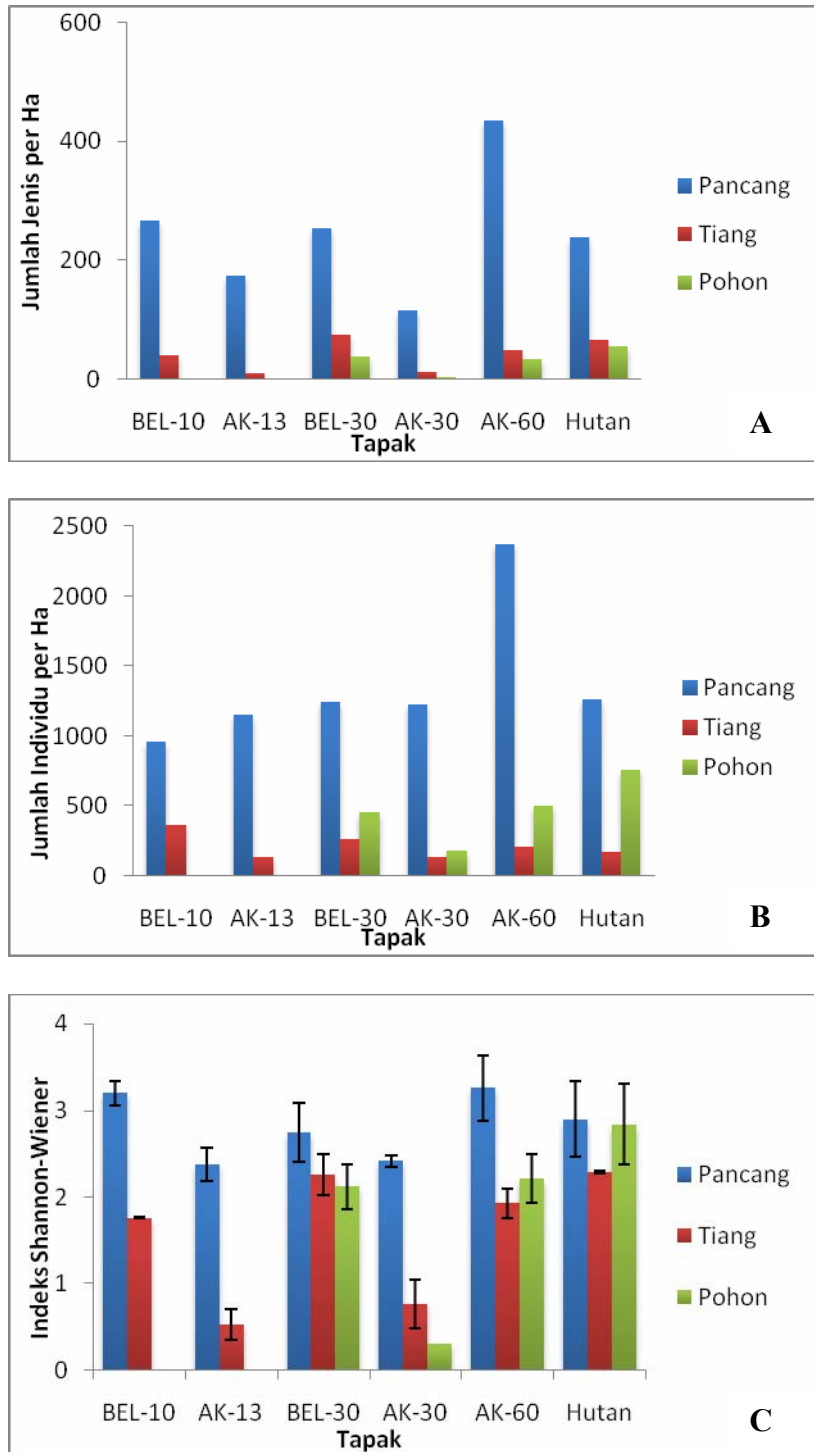 Jumlah Jenis per Ha
600
400
200
0
BEL-10 AK-13 BEL-30 AK-30 AK-60 Hutan
Tapak
Pancang
Tiang
Pohon
A
Jumlah Individu per Ha
2500
2000
1500
1000
500
0
BEL-10 AK-13 BEL-30 AK-30 AK-60 Hutan
Tapak
Pancang
Tiang
Pohon
B
Indeks Shannon-Wiener
4
3
2
1
0
BEL-10 AK-13 BEL-30 AK-30 AK-60 Hutan
Tapak
Pancang
Tiang
Pohon
C